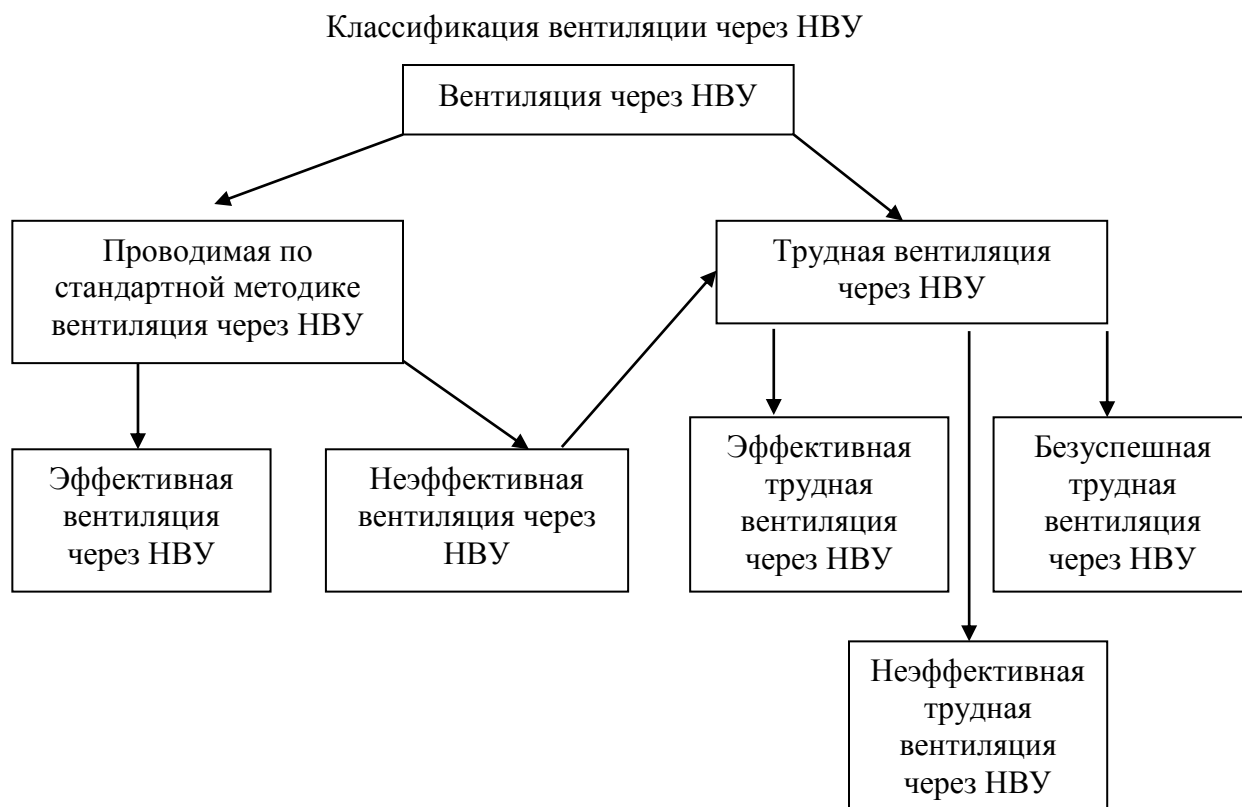 Классификация вентиляции через НВУ
Вентиляция через НВУ
Проводимая по
стандартной методике
вентиляция через НВУ
Трудная вентиляция
через НВУ
Эффективная
вентиляция
через НВУ
Неэффективная
вентиляция через
НВУ
Эффективная
трудная
вентиляция
через НВУ
Безуспешная
трудная
вентиляция
через НВУ
Неэффективная
трудная
вентиляция
через НВУ